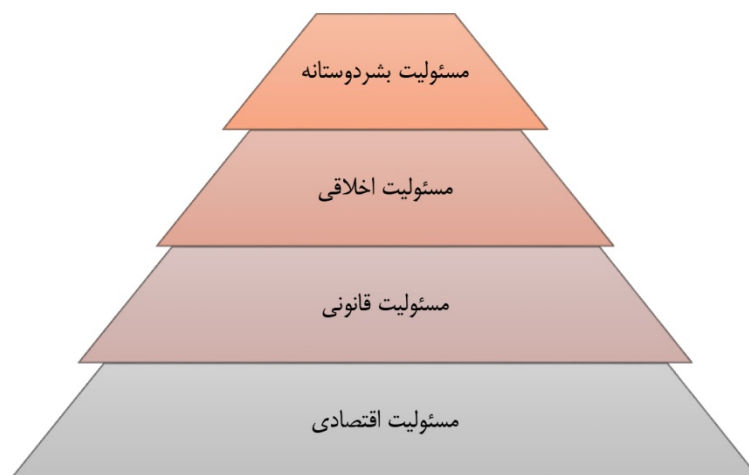 مسئولیت بشردوستانه
مسئولیت اخلاقی
مسئولیت قانونی
مسئولیت اقتصادی